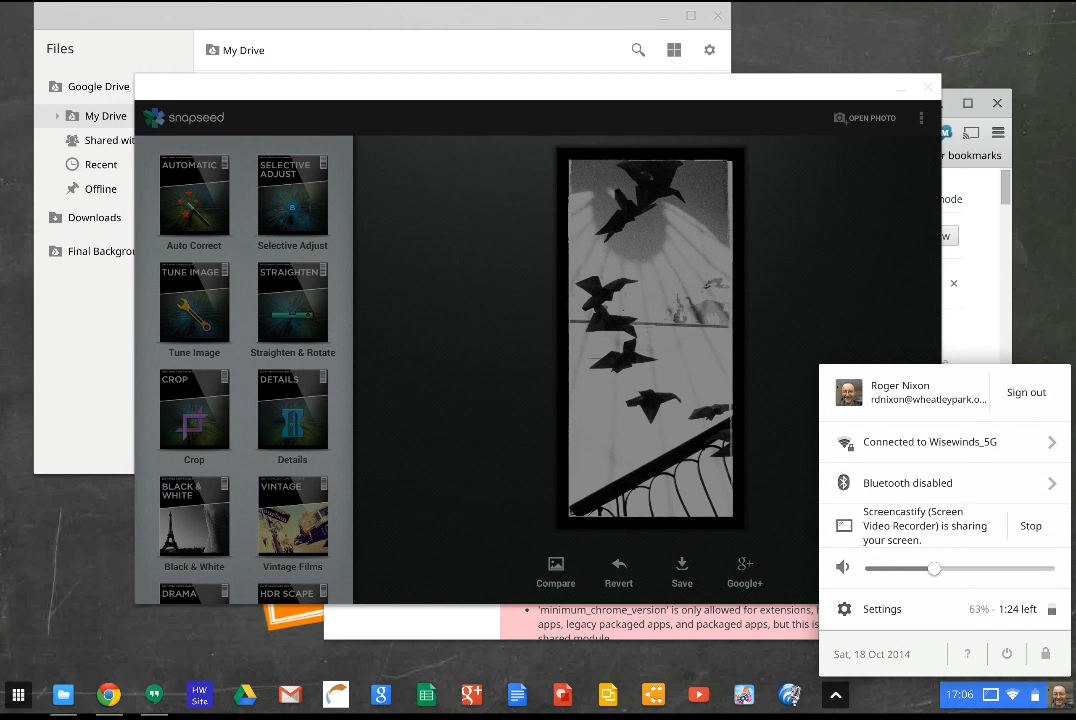 Files
My Drive
Google Drive
My Drive
Shared wit
Recent
Offline
Downloads
Final Backgrou
snapseed
OPEN PHOTO
r bookmarks
node
w
AUTOMATIC
Auto Correct
SELECTIVE
ADJUST
Selective Adjust
TUNE IMAGE
Tune Image
STRAIGHTEN
Straighten & Rotate
CROP
Crop
DETAILS
Details
BLACK &
WHITE
Black & White
VINTAGE
Vintage Films
DRAMA
HDR SCAPE
Compare
Revert
Save
Google+
'minimum_chrome_version' is only allowed for extensions, h
apps, legacy packaged apps, and packaged apps, but this is
shared module.
Roger Nixon
rdnixon@wheatleypark.o...
Sign out
Connected to Wisewinds_5G
Bluetooth disabled
Screencastify (Screen
Video Recorder) is sharing
your screen.
Stop
Settings
63% - 1:24 left
Sat, 18 Oct 2014
?
HW
Site
17:06